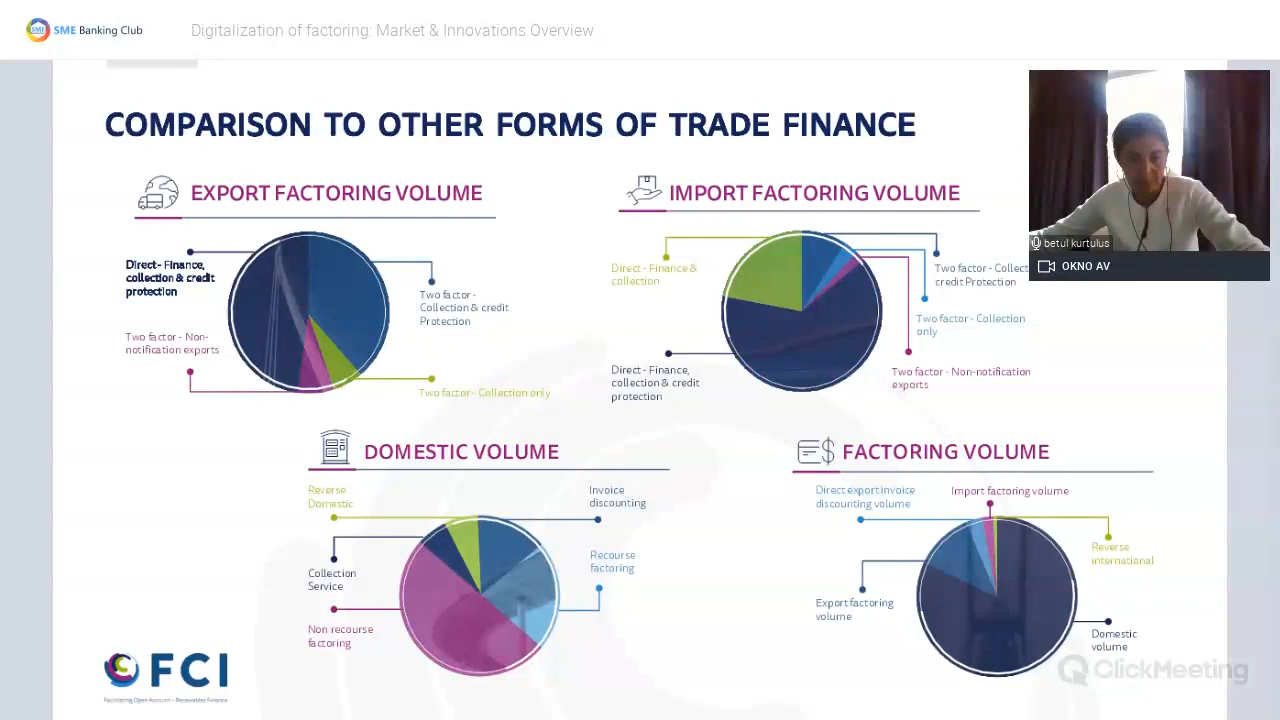 SME Banking Club
Digitalization of factoring: Market & Innovations Overview
COMPARISON TO OTHER FORMS OF TRADE FINANCE
EXPORT FACTORING VOLUME
Direct - Finance,
collection & credit
protection
Two factor -
Collection & credit
Protection
Two factor - Non-
notification exports
Two factor - Collection only
IMPORT FACTORING VOLUME
Direct - Finance &
collection
Two factor - Collect
credit Protection
Two factor - Collection
only
Direct - Finance,
collection & credit
protection
Two factor - Non-notification
exports
betul kurtulus
OKNO AV
DOMESTIC VOLUME
Reverse
Domestic
Invoice
discounting
Recourse
factoring
Collection
Service
Non recourse
factoring
FACTORING VOLUME
Direct export invoice
discounting volume
Import factoring volume
Reverse
international
Export factoring
volume
Domestic
volume
FCI
Facilitating Open Account - Receivables Finance
ClickMeeting